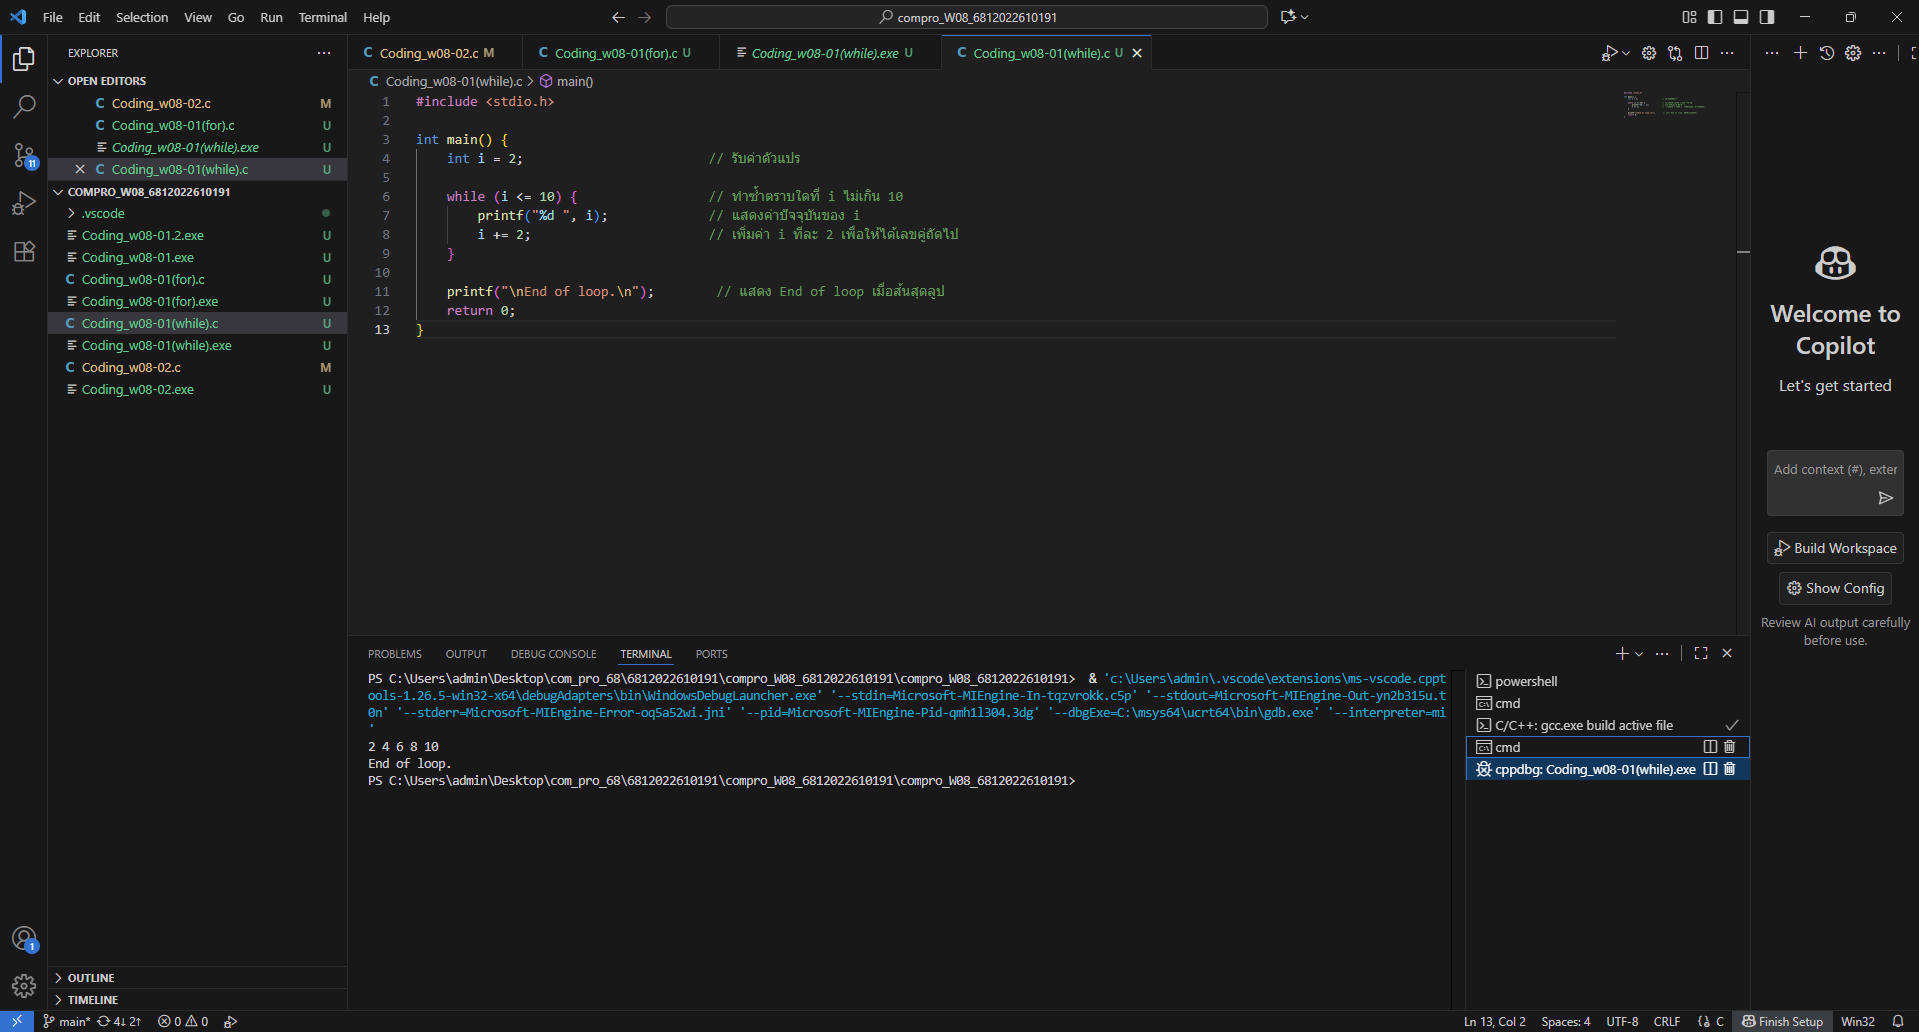 File Edit Selection View Go Run Terminal Help
compro_W08_6812022610191
EXPLORER
OPEN EDITORS
Coding_w08-02.c M
Coding_w08-01(for).c U
Coding_w08-01(while).exe U
Coding_w08-01(while).c U
COMPRO_W08_6812022610191
.vscode
Coding_w08-01.2.exe U
Coding_w08-01.exe U
Coding_w08-01(for).c U
Coding_w08-01(for).exe U
Coding_w08-01(while).c U
Coding_w08-01(while).exe U
Coding_w08-02.c M
Coding_w08-02.exe U
OUTLINE
TIMELINE
11
1
Coding_w08-02.c M Coding_w08-01(for).c U Coding_w08-01(while).exe U Coding_w08-01(while).c U
Coding_w08-01(while).c > main()
1 #include <stdio.h>
2
3 int main() {
4 int i = 2; // รับค่าตัวแปร
5
6 while (i <= 10) { // ทำซ้ำตราบใดที่ i ไม่เกิน 10
7 printf("%d ", i); // แสดงค่าปัจจุบันของ i
8 i += 2; // เพิ่มค่า i ทีละ 2 เพื่อให้ได้เลขคู่ถัดไป
9 }
10
11 printf("\nEnd of loop.\n"); // แสดง End of loop เมื่อสิ้นสุดลูป
12 return 0;
13 }
PROBLEMS OUTPUT DEBUG CONSOLE TERMINAL PORTS
PS C:\Users\admin\Desktop\com_pro_68\6812022610191\compro_W08_6812022610191\compro_W08_6812022610191> & 'c:\Users\admin\.vscode\extensions\ms-vscode.cppt
ools-1.26.5-win32-x64\debugAdapters\bin\WindowsDebugLauncher.exe' '--stdin=Microsoft-MIEngine-In-tqzvrokk.c5p' '--stdout=Microsoft-MIEngine-Out-yn2b315u.t
0n' '--stderr=Microsoft-MIEngine-Error-oq5a52wi.jni' '--pid=Microsoft-MIEngine-Pid-qmh1l304.3dg' '--dbgExe=C:\msys64\ucrt64\bin\gdb.exe' '--interpreter=mi
'
2 4 6 8 10
End of loop.
PS C:\Users\admin\Desktop\com_pro_68\6812022610191\compro_W08_6812022610191\compro_W08_6812022610191>
powershell
cmd
C/C++: gcc.exe build active file
cmd
cppdbg: Coding_w08-01(while).exe
Welcome to
Copilot
Let's get started
Add context (#), exter
Build Workspace
Show Config
Review AI output carefully
before use.
main* 4↓ 2↑ 0 0
Ln 13, Col 2 Spaces: 4 UTF-8 CRLF {} C Finish Setup Win32